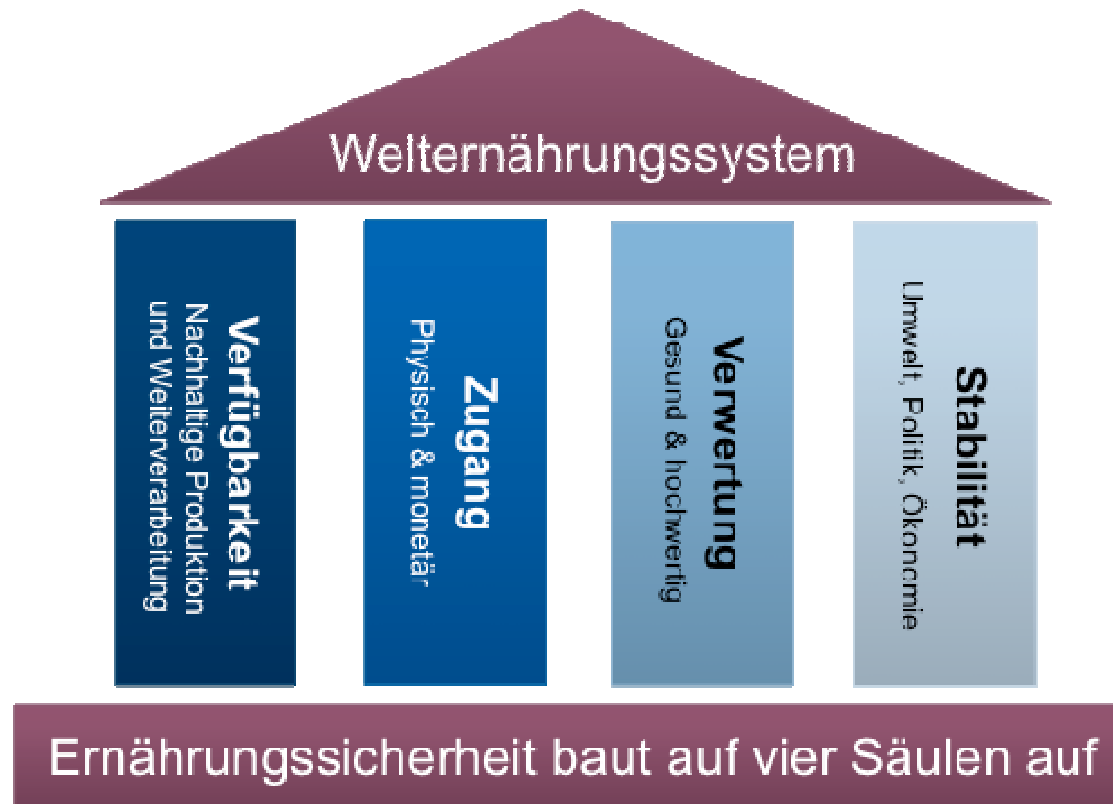 Welternährungssystem
Verfügbarkeit
Nachhaltige Produktion
und Weiterverarbeitung
Zugang
Physisch & monetär
Verwertung
Gesund & hochwertig
Stabilität
Umwelt, Politik, Ökonomie
Ernährungssicherheit baut auf vier Säulen auf